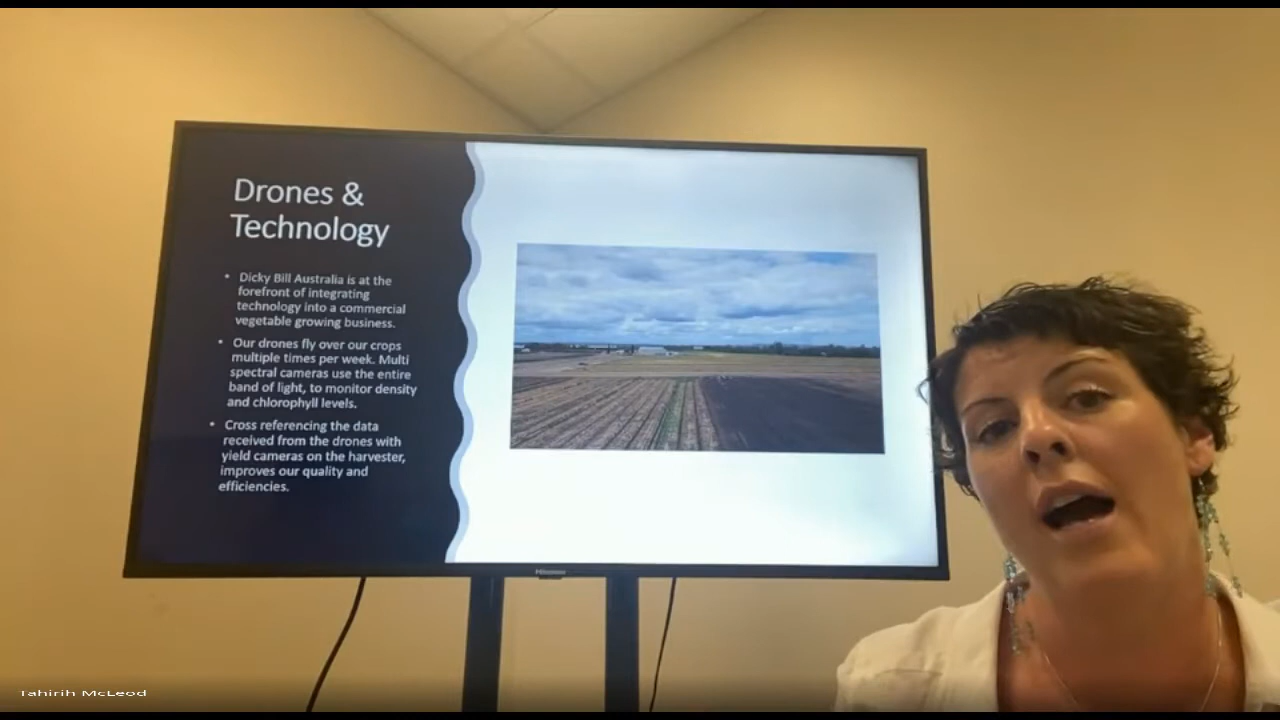 Drones &
Technology
• Dicky Bill Australia is at the
forefront of integrating
technology into a commercial
vegetable growing business.
• Our drones fly over our crops
multiple times per week. Multi
spectral cameras use the entire
band of light, to monitor density
and chlorophyll levels.
• Cross referencing the data
received from the drones with
yield cameras on the harvester,
improves our quality and
efficiencies.
Hisense
Tahirih McLeod